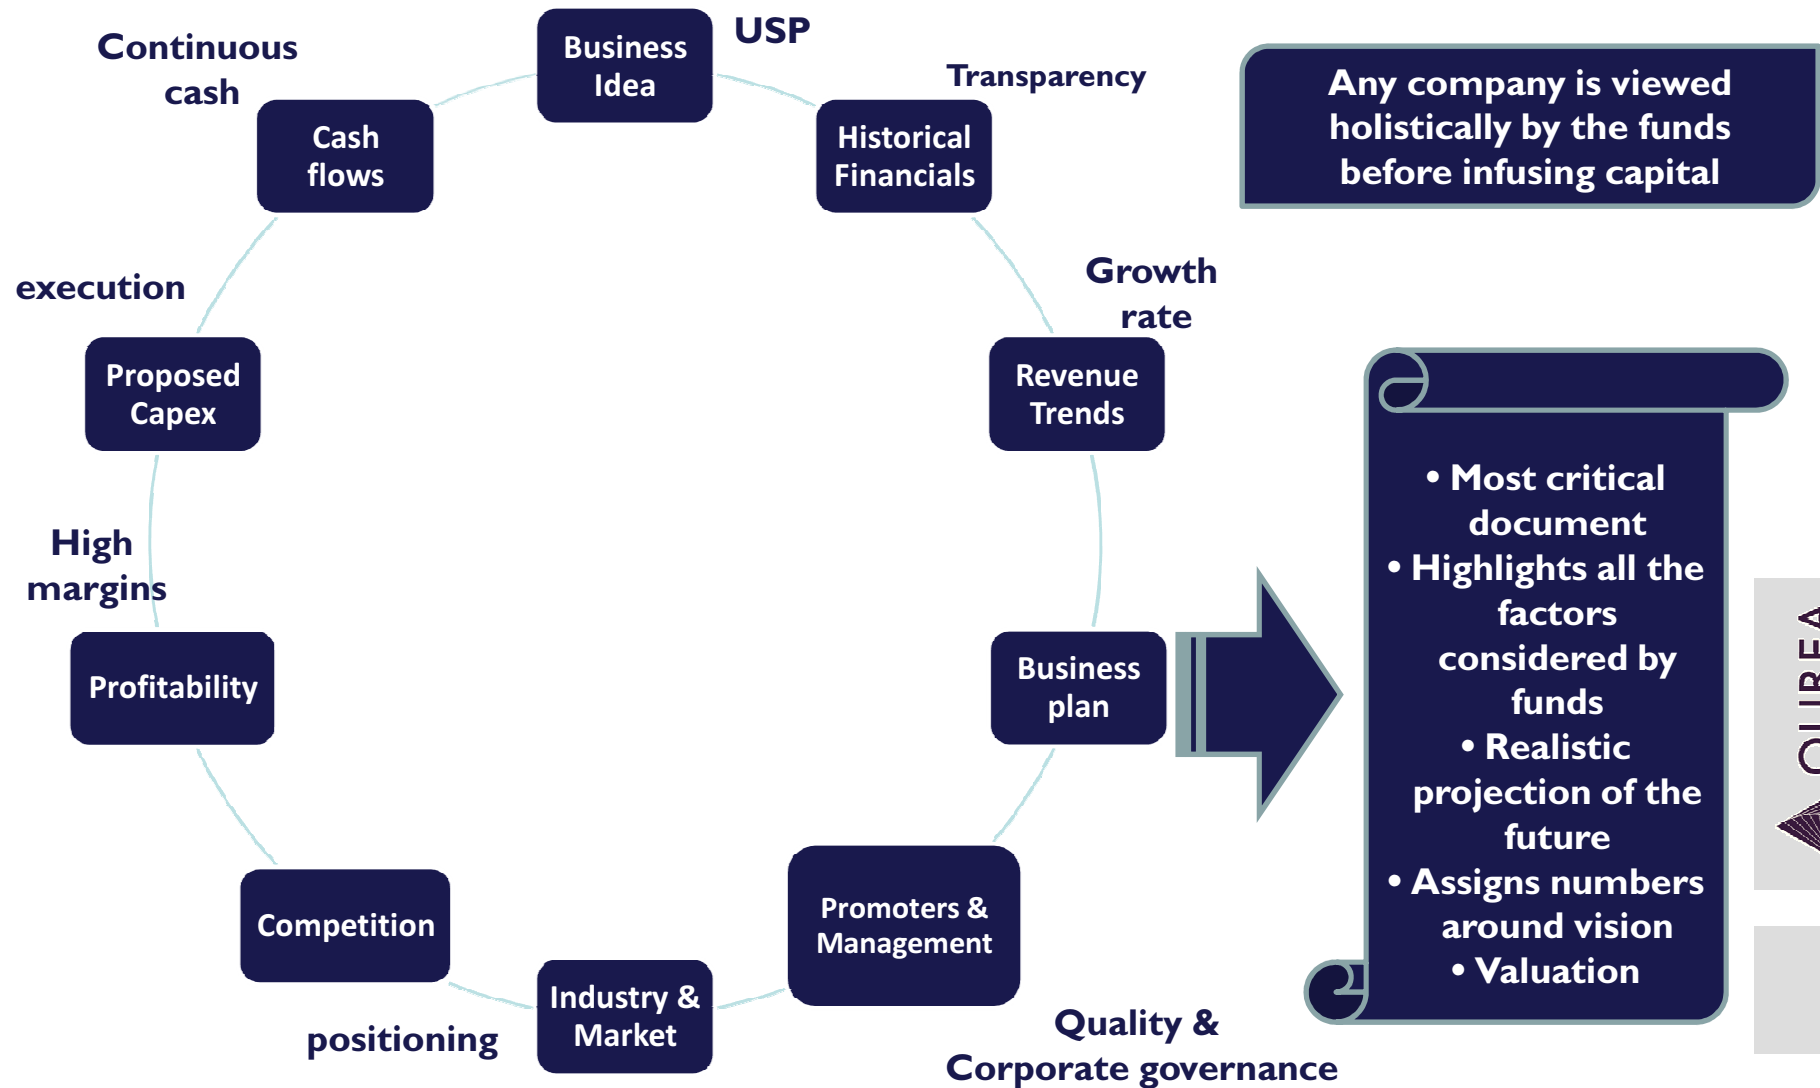 Continuous
cash
Business
Idea
USP
Transparency
Any company is viewed
holistically by the funds
before infusing capital
Cash
flows
Historical
Financials
execution
Growth
rate
Proposed
Capex
Revenue
Trends
• Most critical
document
• Highlights all the
factors
considered by
funds
• Realistic
projection of the
future
• Assigns numbers
around vision
• Valuation
High
margins
Profitability
Business
plan
Competition
Promoters &
Management
Industry &
Market
positioning
Quality &
Corporate governance